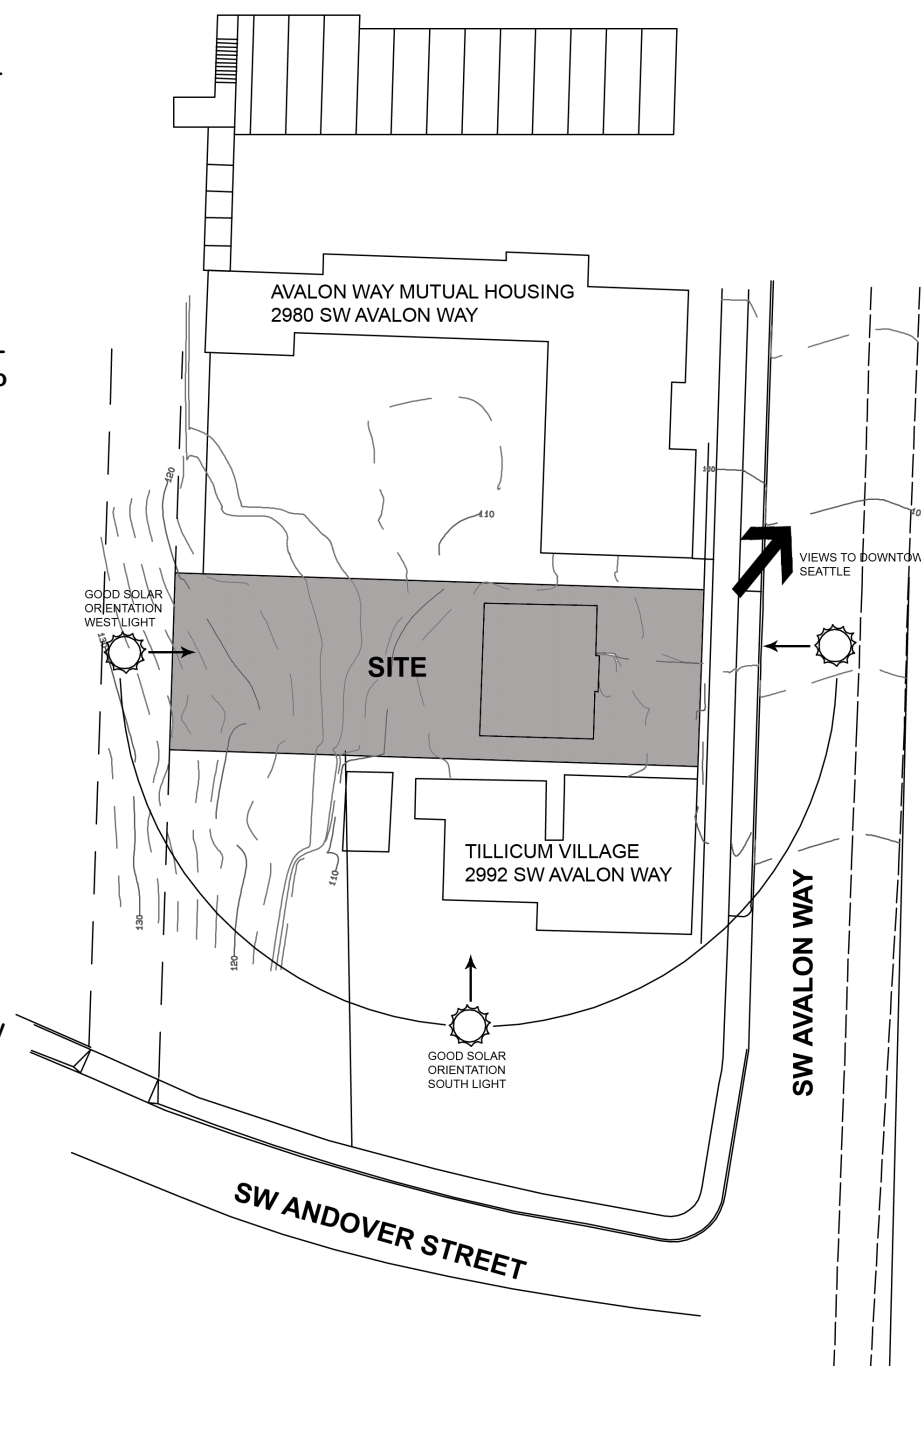 AVALON WAY MUTUAL HOUSING
2980 SW AVALON WAY
120
100
110
VIEWS TO DOWNTOW
SEATTLE
GOOD SOLAR
ORIENTATION
WEST LIGHT
SITE
TILLICUM VILLAGE
2992 SW AVALON WAY
110
130
120
SW AVALON WAY
GOOD SOLAR
ORIENTATION
SOUTH LIGHT
SW ANDOVER STREET